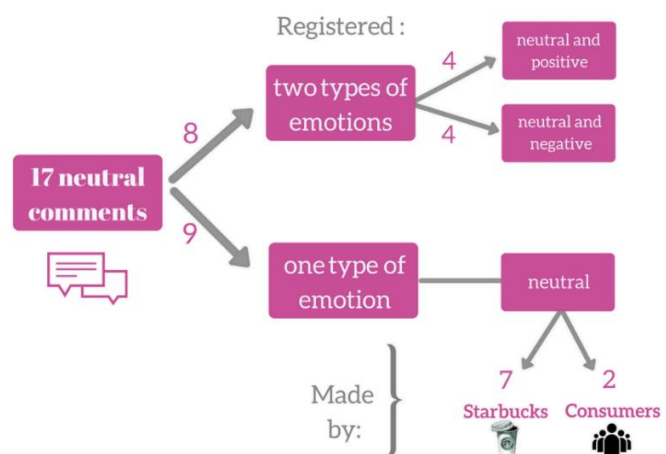 Registered :
4
neutral and
positive
two types of
emotions
8
4
neutral and
negative
17 neutral
comments
9
one type of
emotion
neutral
Made
by:
7
2
Starbucks
Consumers